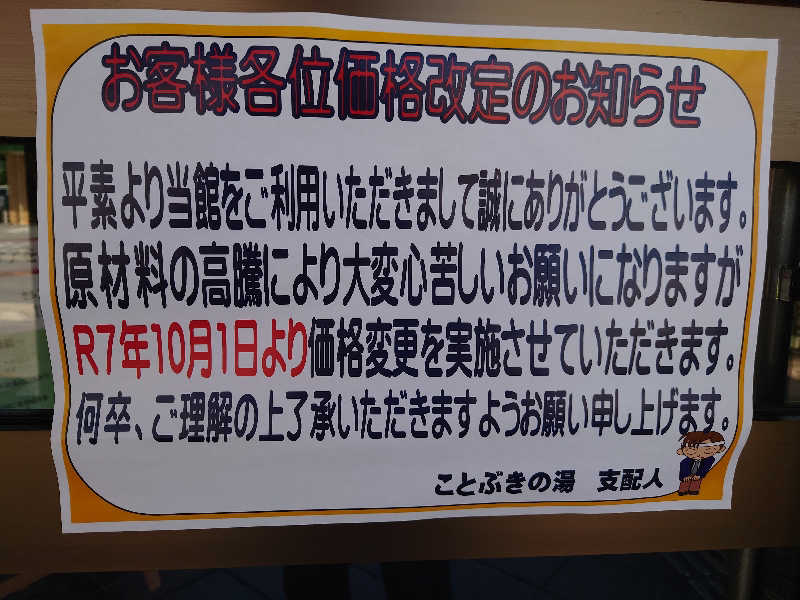 お客様各位価格改定のお知らせ
平素より当館をご利用いただきまして誠にありがとうございます。
原材料の高騰により大変心苦しいお願いになりますが
R7年10月1日より価格変更を実施させていただきます。
何卒、ご理解の上了承いただきますようお願い申し上げます。
ことぶきの湯 支配人